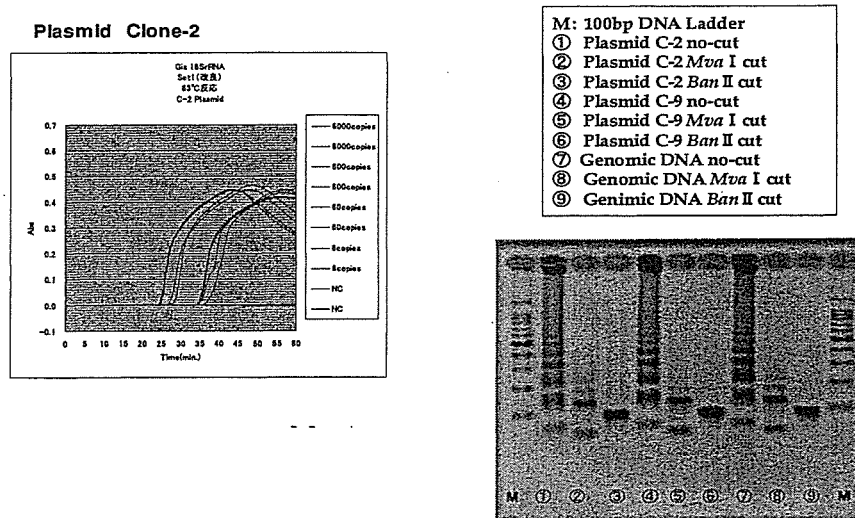 Plasmid Clone-2
Gia 18SrRNA
Set1(改良)
63℃反応
C-2 Plasmid
0.7
0.6
0.5
0.4
0.3
0.2
0.1
0.0
-0.1
Abs
0 5 10 15 20 25 30 35 40 45 50 55 60
Time(min.)
6000copies
6000copies
600copies
600copies
60copies
60copies
6copies
6copies
NC
NC
M: 100bp DNA Ladder
① Plasmid C-2 no-cut
② Plasmid C-2 Mva I cut
③ Plasmid C-2 Ban II cut
④ Plasmid C-9 no-cut
⑤ Plasmid C-9 Mva I cut
⑥ Plasmid C-9 Ban II cut
⑦ Genomic DNA no-cut
⑧ Genomic DNA Mva I cut
⑨ Genimic DNA Ban II cut
M ① ② ③ ④ ⑤ ⑥ ⑦ ⑧ ⑨ M